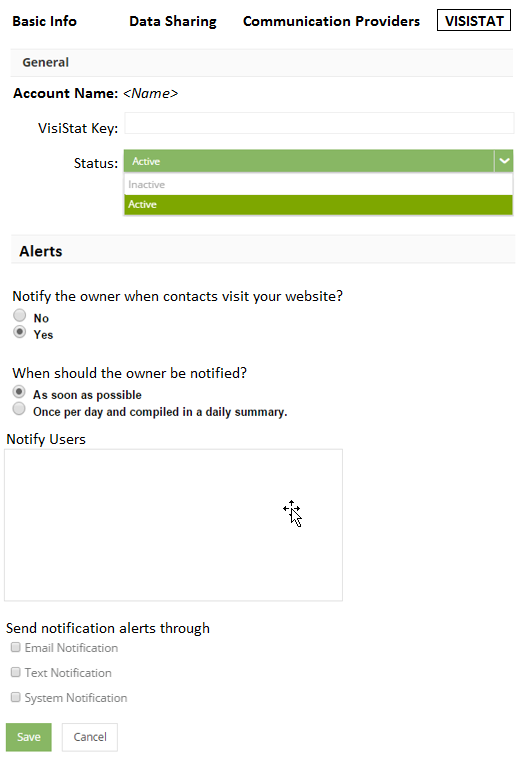 Basic Info Data Sharing Communication Providers VISISTAT
General
Account Name: <Name>
VisiStat Key:
Status: Active
Inactive
Active
Alerts
Notify the owner when contacts visit your website?
No
Yes
When should the owner be notified?
As soon as possible
Once per day and compiled in a daily summary.
Notify Users
Send notification alerts through
Email Notification
Text Notification
System Notification
Save Cancel